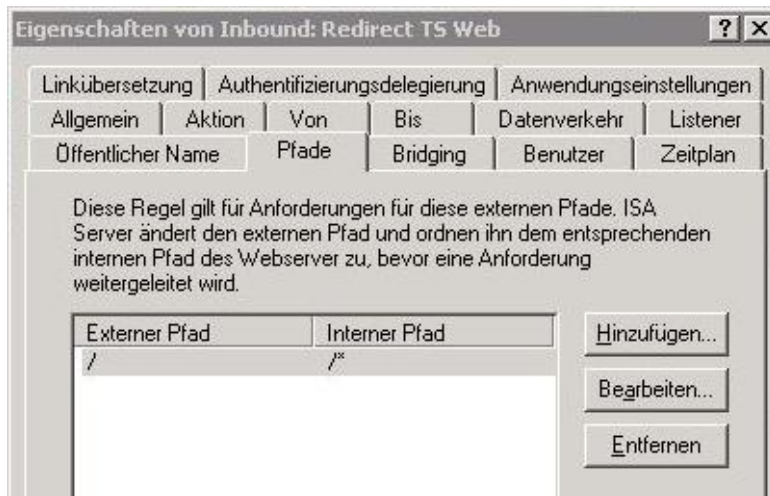 Eigenschaften von Inbound: Redirect TS Web ? X
Linkübersetzung Authentifizierungsdelegierung Anwendungseinstellungen
Allgemein Aktion Von Bis Datenverkehr Listener
Öffentlicher Name Pfade Bridging Benutzer Zeitplan
Diese Regel gilt für Anforderungen für diese externen Pfade. ISA
Server ändert den externen Pfad und ordnen ihn dem entsprechenden
internen Pfad des Webserver zu, bevor eine Anforderung
weitergeleitet wird.
Externer Pfad Interner Pfad
/ /*
Hinzufügen...
Bearbeiten...
Entfernen